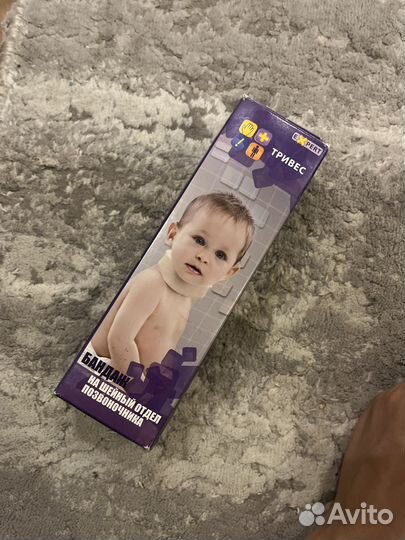 EXPERT
ТРИВЕС
БАНДАЖ
НА ШЕЙНЫЙ ОТДЕЛ
ПОЗВОНОЧНИКА
Avito